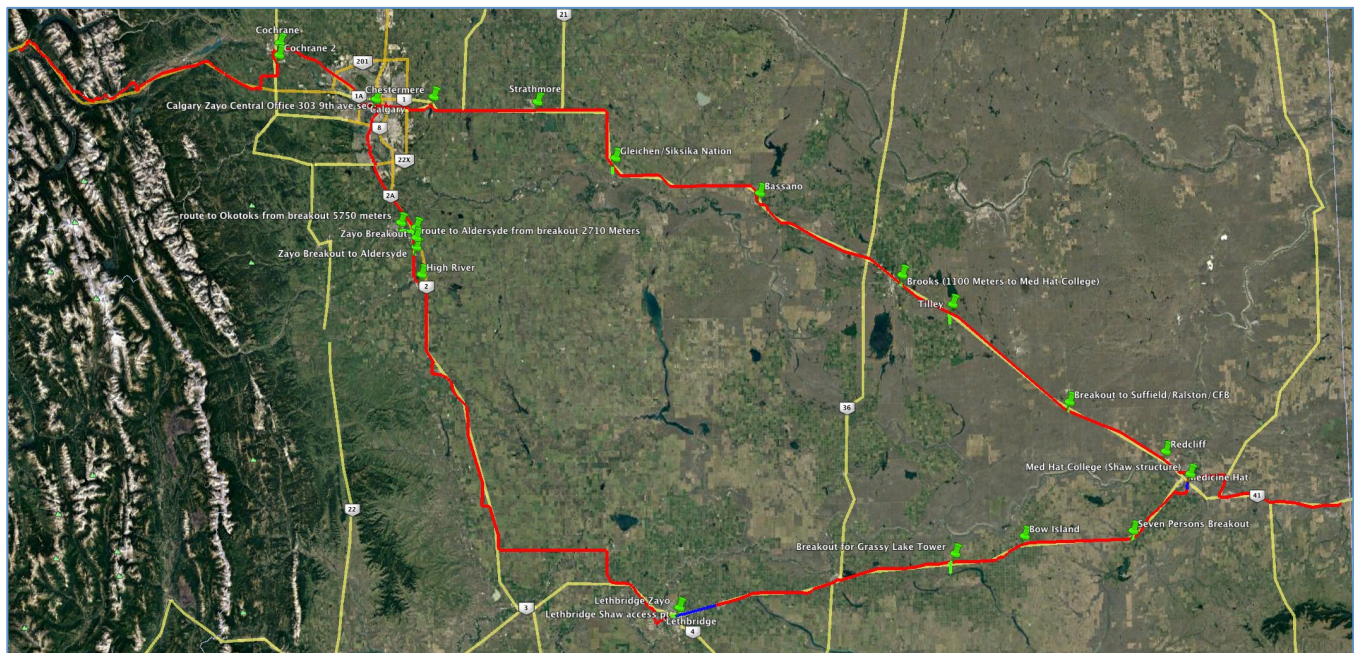 21
Cochrane
Cochrane 2
201
Chestermere
Strathmore
1A
1
Calgary Zayo Central Office 303 9th ave se
Calgary
8
22X
Gleichen/Siksika Nation
Bassano
2A
route to Okotoks from breakout 5750 meters
Zayo Breakout
route to Aldersyde from breakout 2710 Meters
Zayo Breakout to Aldersyde
High River
2
Brooks (1100 Meters to Med Hat College)
Tilley
Breakout to Suffield/Ralston/CFB
36
Redcliff
Med Hat College (Shaw structure)
Medicine Hat
41
22
Seven Persons Breakout
Bow Island
Breakout for Grassy Lake Tower
Lethbridge Zayo
3
Lethbridge Shaw access
Lethbridge
4